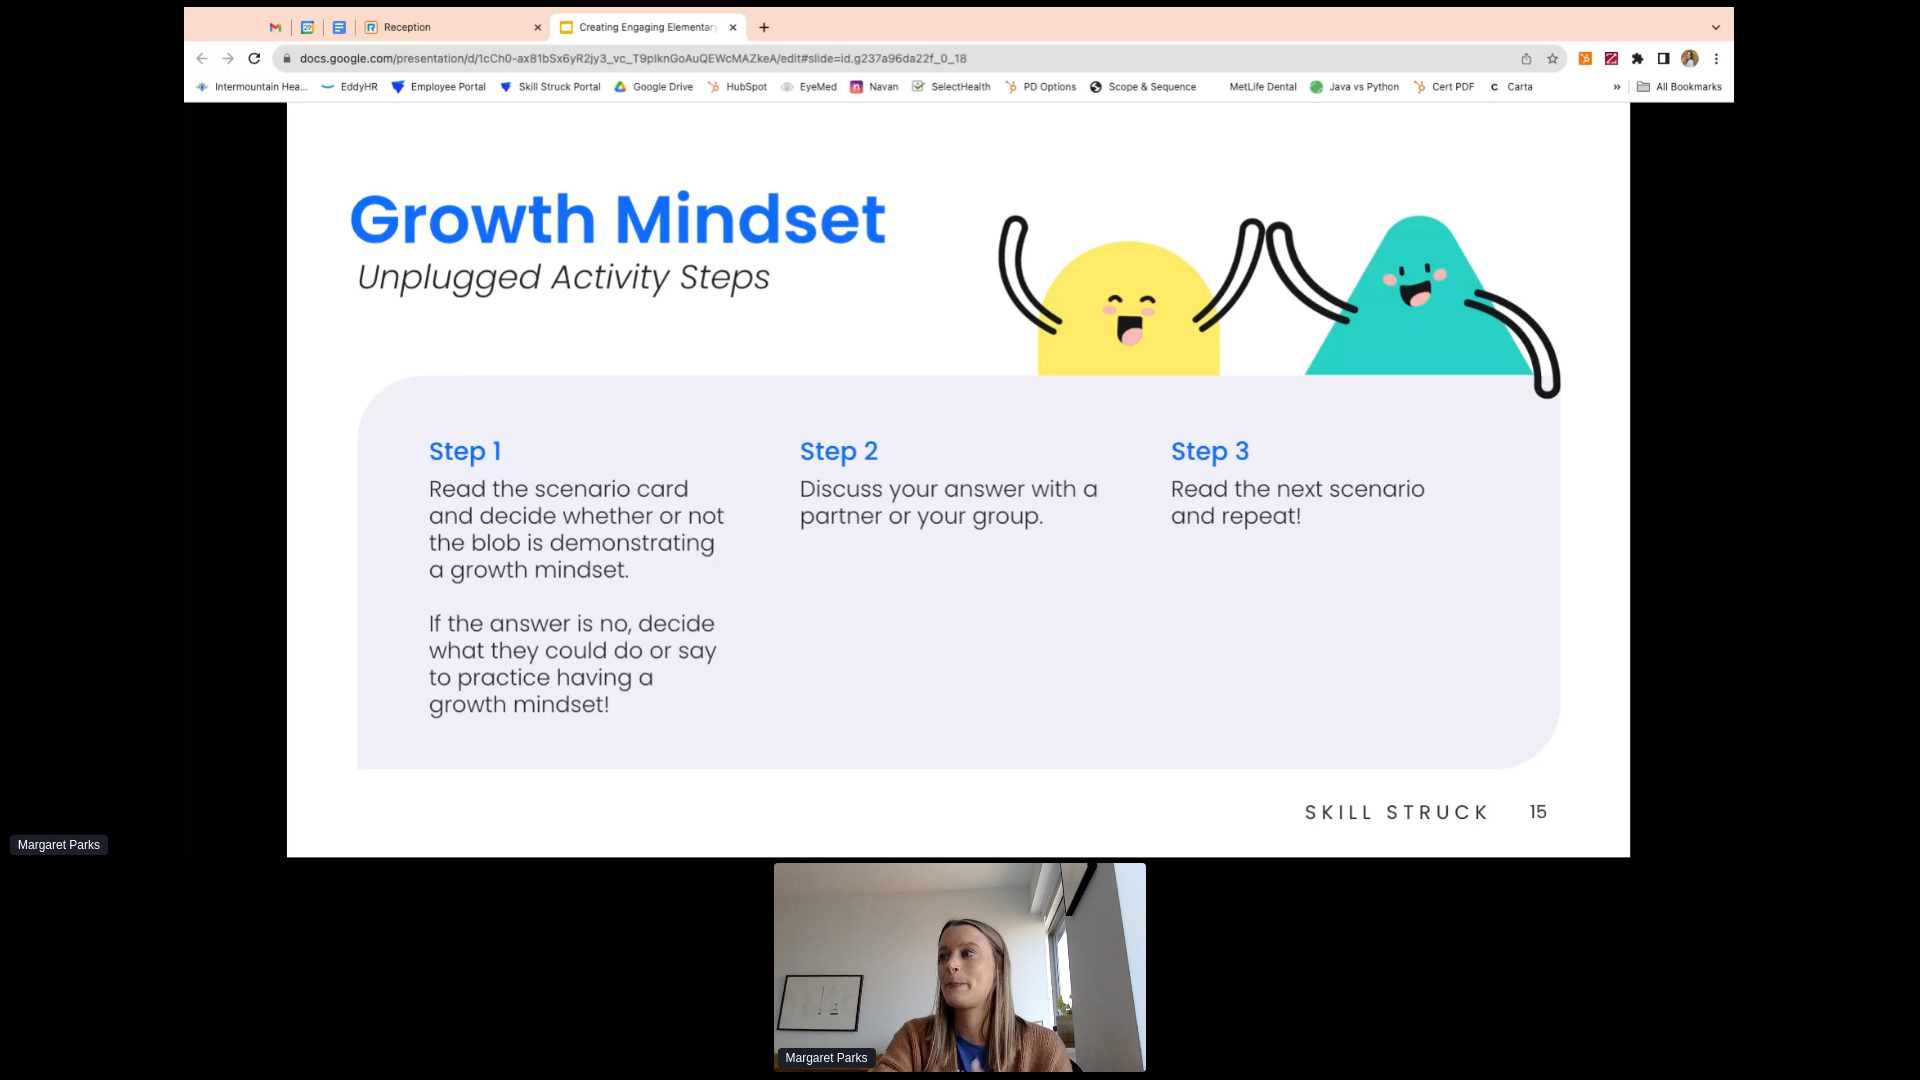 Reception
Creating Engaging Elementary
docs.google.com/presentation/d/1cCh0-ax81bSx6yR2jy3_vc_T9plknGoAuQEWcMAZkeA/edit#slide=id.g237a96da22f_0_18
Intermountain Hea... EddyHR Employee Portal Skill Struck Portal Google Drive HubSpot EyeMed Navan SelectHealth PD Options Scope & Sequence MetLife Dental Java vs Python Cert PDF Carta » All Bookmarks
Growth Mindset
Unplugged Activity Steps
Step 1
Read the scenario card
and decide whether or not
the blob is demonstrating
a growth mindset.
If the answer is no, decide
what they could do or say
to practice having a
growth mindset!
Step 2
Discuss your answer with a
partner or your group.
Step 3
Read the next scenario
and repeat!
SKILL STRUCK 15
Margaret Parks
Margaret Parks